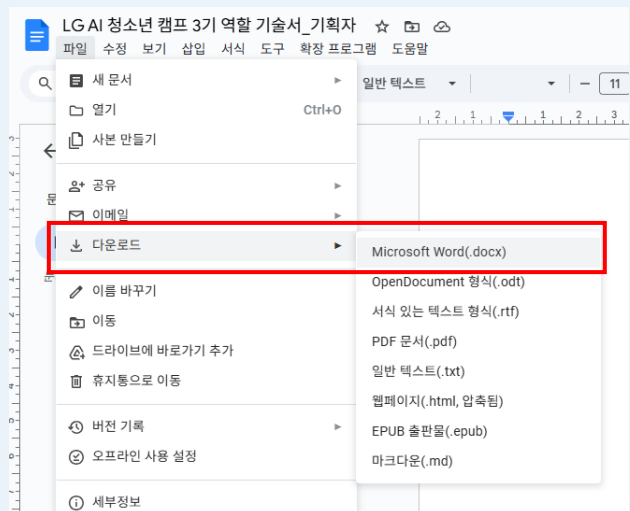 LG AI 청소년 캠프 3기 역할 기술서_기획자
파일 수정 보기 삽입 서식 도구 확장 프로그램 도움말
새 문서
일반 텍스트
11
열기 Ctrl+O
사본 만들기
2 1 1 2 3
공유
이메일
다운로드
Microsoft Word(.docx)
OpenDocument 형식(.odt)
이름 바꾸기
서식 있는 텍스트 형식(.rtf)
이동
PDF 문서(.pdf)
드라이브에 바로가기 추가
일반 텍스트(.txt)
휴지통으로 이동
웹페이지(.html, 압축됨)
버전 기록
EPUB 출판물(.epub)
오프라인 사용 설정
마크다운(.md)
세부정보